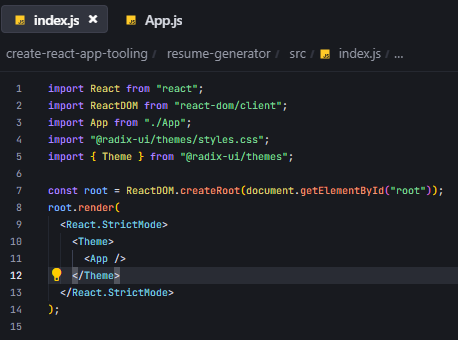 index.js × App.js
create-react-app-tooling / resume-generator / src / index.js / ...
1 import React from "react";
2 import ReactDOM from "react-dom/client";
3 import App from "./App";
4 import "@radix-ui/themes/styles.css";
5 import { Theme } from "@radix-ui/themes";
6
7 const root = ReactDOM.createRoot(document.getElementById("root"));
8 root.render(
9 <React.StrictMode>
10 <Theme>
11 <App />
12 </Theme>
13 </React.StrictMode>
14 );
15